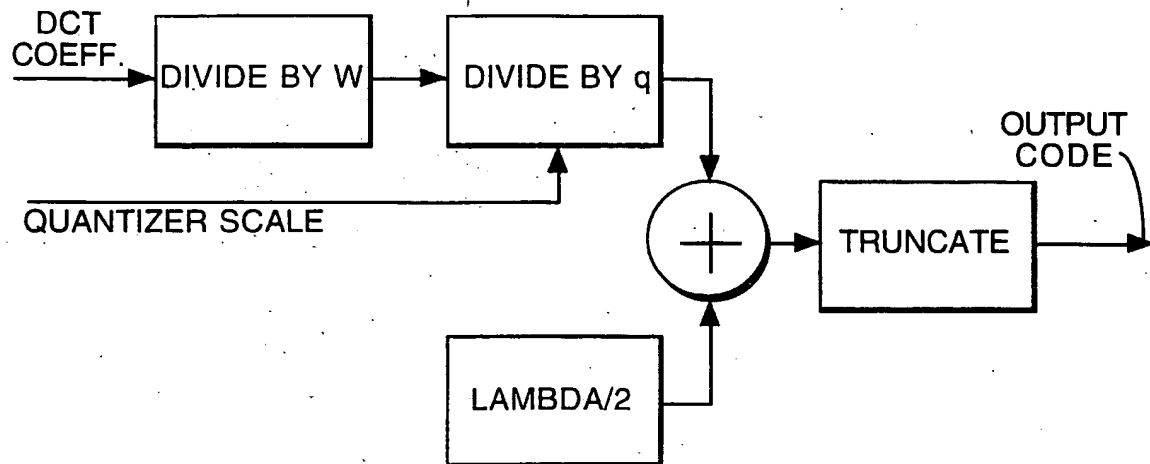 DCT
COEFF.
DIVIDE BY W
DIVIDE BY q
OUTPUT
CODE
QUANTIZER SCALE
TRUNCATE
LAMBDA/2